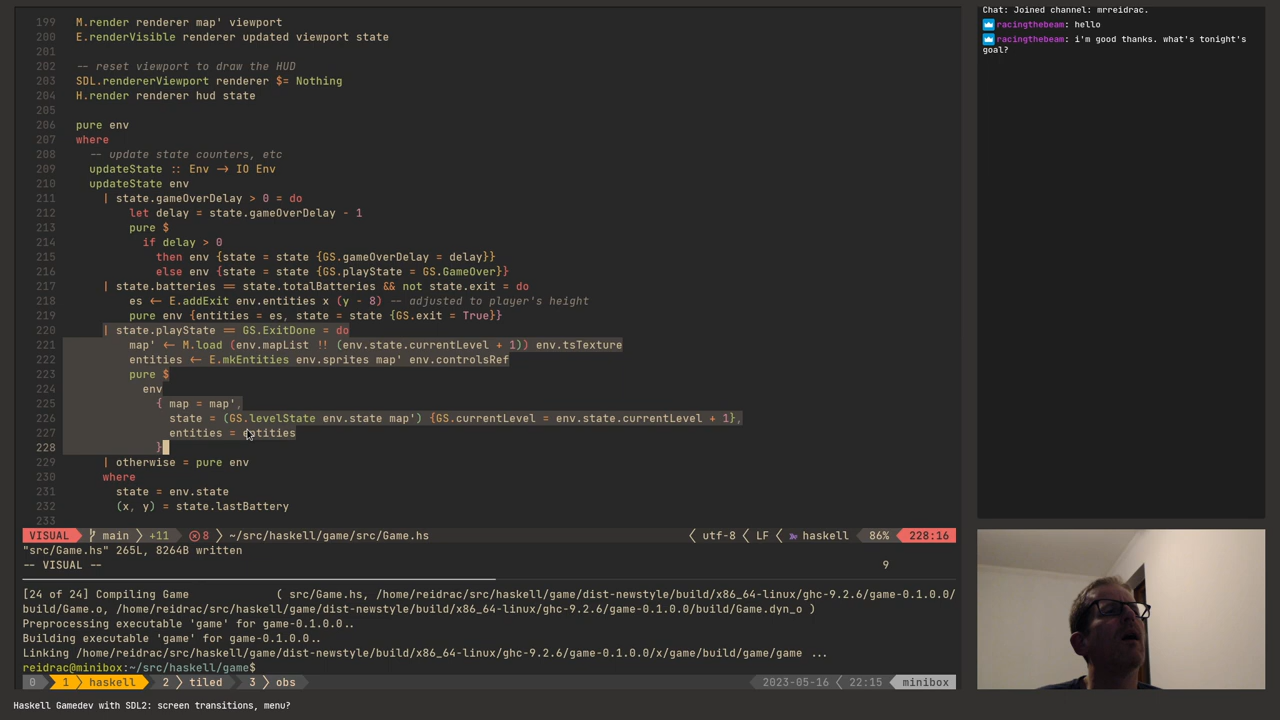 199 M.render renderer map' viewport
200 E.renderVisible renderer updated viewport state
201
202 -- reset viewport to draw the HUD
203 SDL.rendererViewport renderer $= Nothing
204 H.render renderer hud state
205
206 pure env
207 where
208 -- update state counters, etc
209 updateState :: Env → IO Env
210 updateState env
211 | state.gameOverDelay > 0 = do
212 let delay = state.gameOverDelay - 1
213 pure $
214 if delay > 0
215 then env {state = state {GS.gameOverDelay = delay}}
216 else env {state = state {GS.playState = GS.GameOver}}
217 | state.batteries == state.totalBatteries && not state.exit = do
218 es ← E.addExit env.entities x (y - 8) -- adjusted to player's height
219 pure env {entities = es, state = state {GS.exit = True}}
220 | state.playState == GS.ExitDone = do
221 map' ← M.load (env.mapList !! (env.state.currentLevel + 1)) env.tsTexture
222 entities ← E.mkEntities env.sprites map' env.controlsRef
223 pure $
224 env
225 { map = map',
226 state = (GS.levelState env.state map') {GS.currentLevel = env.state.currentLevel + 1},
227 entities = entities
228 }
229 | otherwise = pure env
230 where
231 state = env.state
232 (x, y) = state.lastBattery
233
VISUAL main +11 8 ~/src/haskell/game/src/Game.hs utf-8 LF haskell 86% 228:16
"src/Game.hs" 265L, 8264B written
-- VISUAL -- 9
[24 of 24] Compiling Game ( src/Game.hs, /home/reidrac/src/haskell/game/dist-newstyle/build/x86_64-linux/ghc-9.2.6/game-0.1.0.0/
build/Game.o, /home/reidrac/src/haskell/game/dist-newstyle/build/x86_64-linux/ghc-9.2.6/game-0.1.0.0/build/Game.dyn_o )
Preprocessing executable 'game' for game-0.1.0.0..
Building executable 'game' for game-0.1.0.0..
Linking /home/reidrac/src/haskell/game/dist-newstyle/build/x86_64-linux/ghc-9.2.6/game-0.1.0.0/x/game/build/game/game ...
reidrac@minibox:~/src/haskell/game$
0 1 haskell 2 tiled 3 obs 2023-05-16 22:15 minibox
Haskell Gamedev with SDL2: screen transitions, menu?
Chat: Joined channel: mrreidrac.
racingthebeam: hello
racingthebeam: i'm good thanks. what's tonight's
goal?